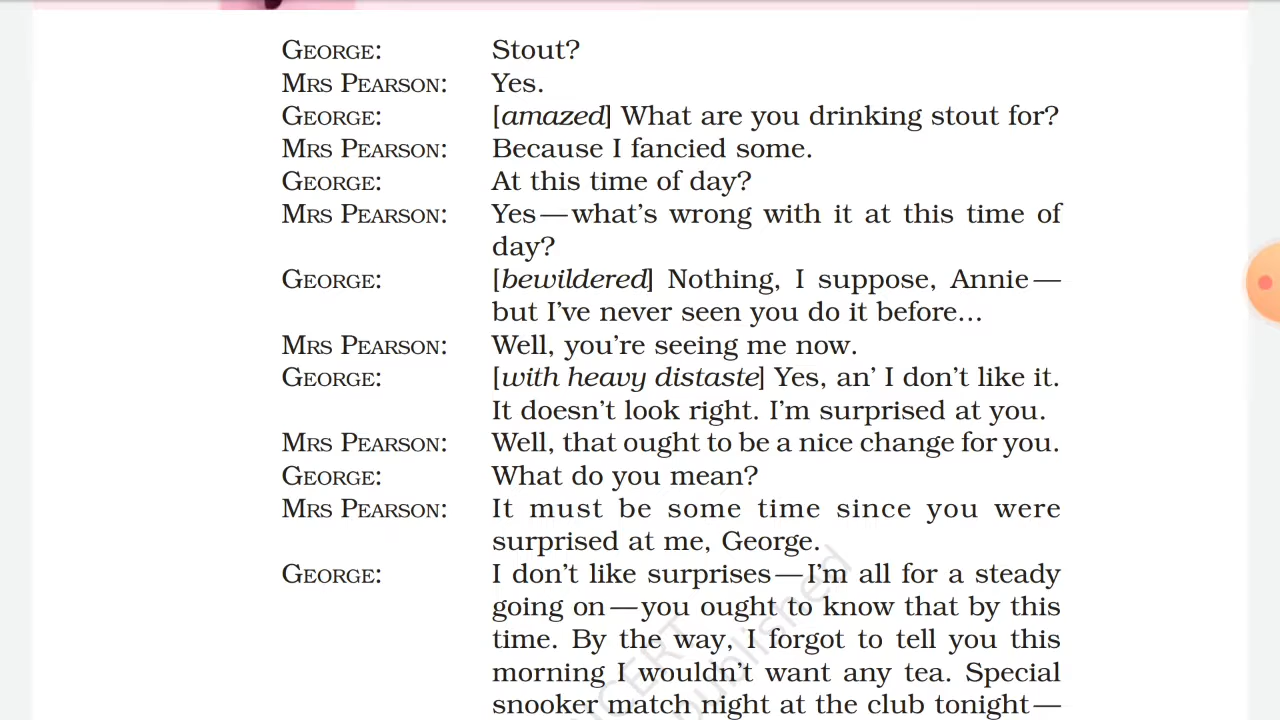 GEORGE: Stout?
MRS PEARSON: Yes.
GEORGE: [amazed] What are you drinking stout for?
MRS PEARSON: Because I fancied some.
GEORGE: At this time of day?
MRS PEARSON: Yes—what's wrong with it at this time of
day?
GEORGE: [bewildered] Nothing, I suppose, Annie—
but I've never seen you do it before...
MRS PEARSON: Well, you're seeing me now.
GEORGE: [with heavy distaste] Yes, an' I don't like it.
It doesn't look right. I'm surprised at you.
MRS PEARSON: Well, that ought to be a nice change for you.
GEORGE: What do you mean?
MRS PEARSON: It must be some time since you were
surprised at me, George.
GEORGE: I don't like surprises—I'm all for a steady
going on—you ought to know that by this
time. By the way, I forgot to tell you this
morning I wouldn't want any tea. Special
snooker match night at the club tonight—
NCERT
published